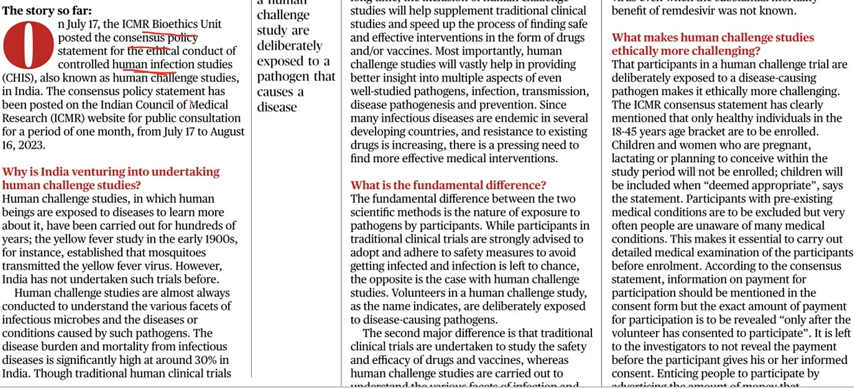 The story so far:
On July 17, the ICMR Bioethics Unit
posted the consensus policy
statement for the ethical conduct of
controlled human infection studies
(CHIS), also known as human challenge studies,
in India. The consensus policy statement has
been posted on the Indian Council of Medical
Research (ICMR) website for public consultation
for a period of one month, from July 17 to August
16, 2023.
Why is India venturing into undertaking
human challenge studies?
Human challenge studies, in which human
beings are exposed to diseases to learn more
about it, have been carried out for hundreds of
years; the yellow fever study in the early 1900s,
for instance, established that mosquitoes
transmitted the yellow fever virus. However,
India has not undertaken such trials before.
Human challenge studies are almost always
conducted to understand the various facets of
infectious microbes and the diseases or
conditions caused by such pathogens. The
disease burden and mortality from infectious
diseases is significantly high at around 30% in
India. Though traditional human clinical trials
a human
challenge
study are
deliberately
exposed to a
pathogen that
causes a
disease
studies will help supplement traditional clinical
studies and speed up the process of finding safe
and effective interventions in the form of drugs
and/or vaccines. Most importantly, human
challenge studies will vastly help in providing
better insight into multiple aspects of even
well-studied pathogens, infection, transmission,
disease pathogenesis and prevention. Since
many infectious diseases are endemic in several
developing countries, and resistance to existing
drugs is increasing, there is a pressing need to
find more effective medical interventions.
What is the fundamental difference?
The fundamental difference between the two
scientific methods is the nature of exposure to
pathogens by participants. While participants in
traditional clinical trials are strongly advised to
adopt and adhere to safety measures to avoid
getting infected and infection is left to chance,
the opposite is the case with human challenge
studies. Volunteers in a human challenge study,
as the name indicates, are deliberately exposed
to disease-causing pathogens.
The second major difference is that traditional
clinical trials are undertaken to study the safety
and efficacy of drugs and vaccines, whereas
human challenge studies are carried out to
understand the various facets of infection and
benefit of remdesivir was not known.
What makes human challenge studies
ethically more challenging?
That participants in a human challenge trial are
deliberately exposed to a disease-causing
pathogen makes it ethically more challenging.
The ICMR consensus statement has clearly
mentioned that only healthy individuals in the
18-45 years age bracket are to be enrolled.
Children and women who are pregnant,
lactating or planning to conceive within the
study period will not be enrolled; children will
be included when “deemed appropriate”, says
the statement. Participants with pre-existing
medical conditions are to be excluded but very
often people are unaware of many medical
conditions. This makes it essential to carry out
detailed medical examination of the participants
before enrolment. According to the consensus
statement, information on payment for
participation should be mentioned in the
consent form but the exact amount of payment
for participation is to be revealed “only after the
volunteer has consented to participate”. It is left
to the investigators to not reveal the payment
before the participant gives his or her informed
consent. Enticing people to participate by
advertising the amount of money that